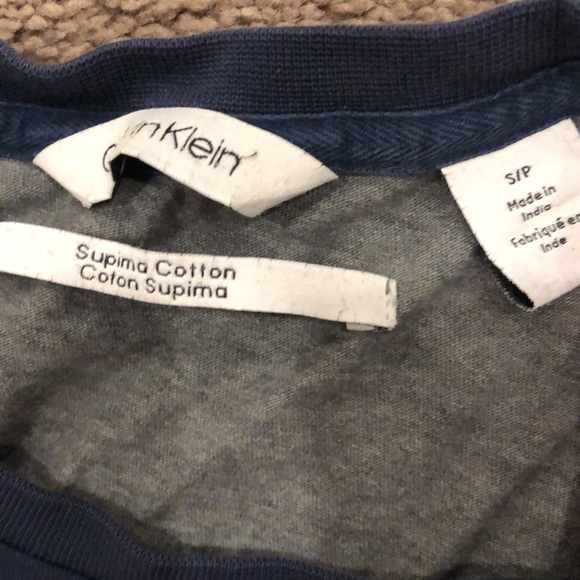 Klein
Supima Cotton
Coton Supima
S/P
Made in
India
Fabriqué en
Inde